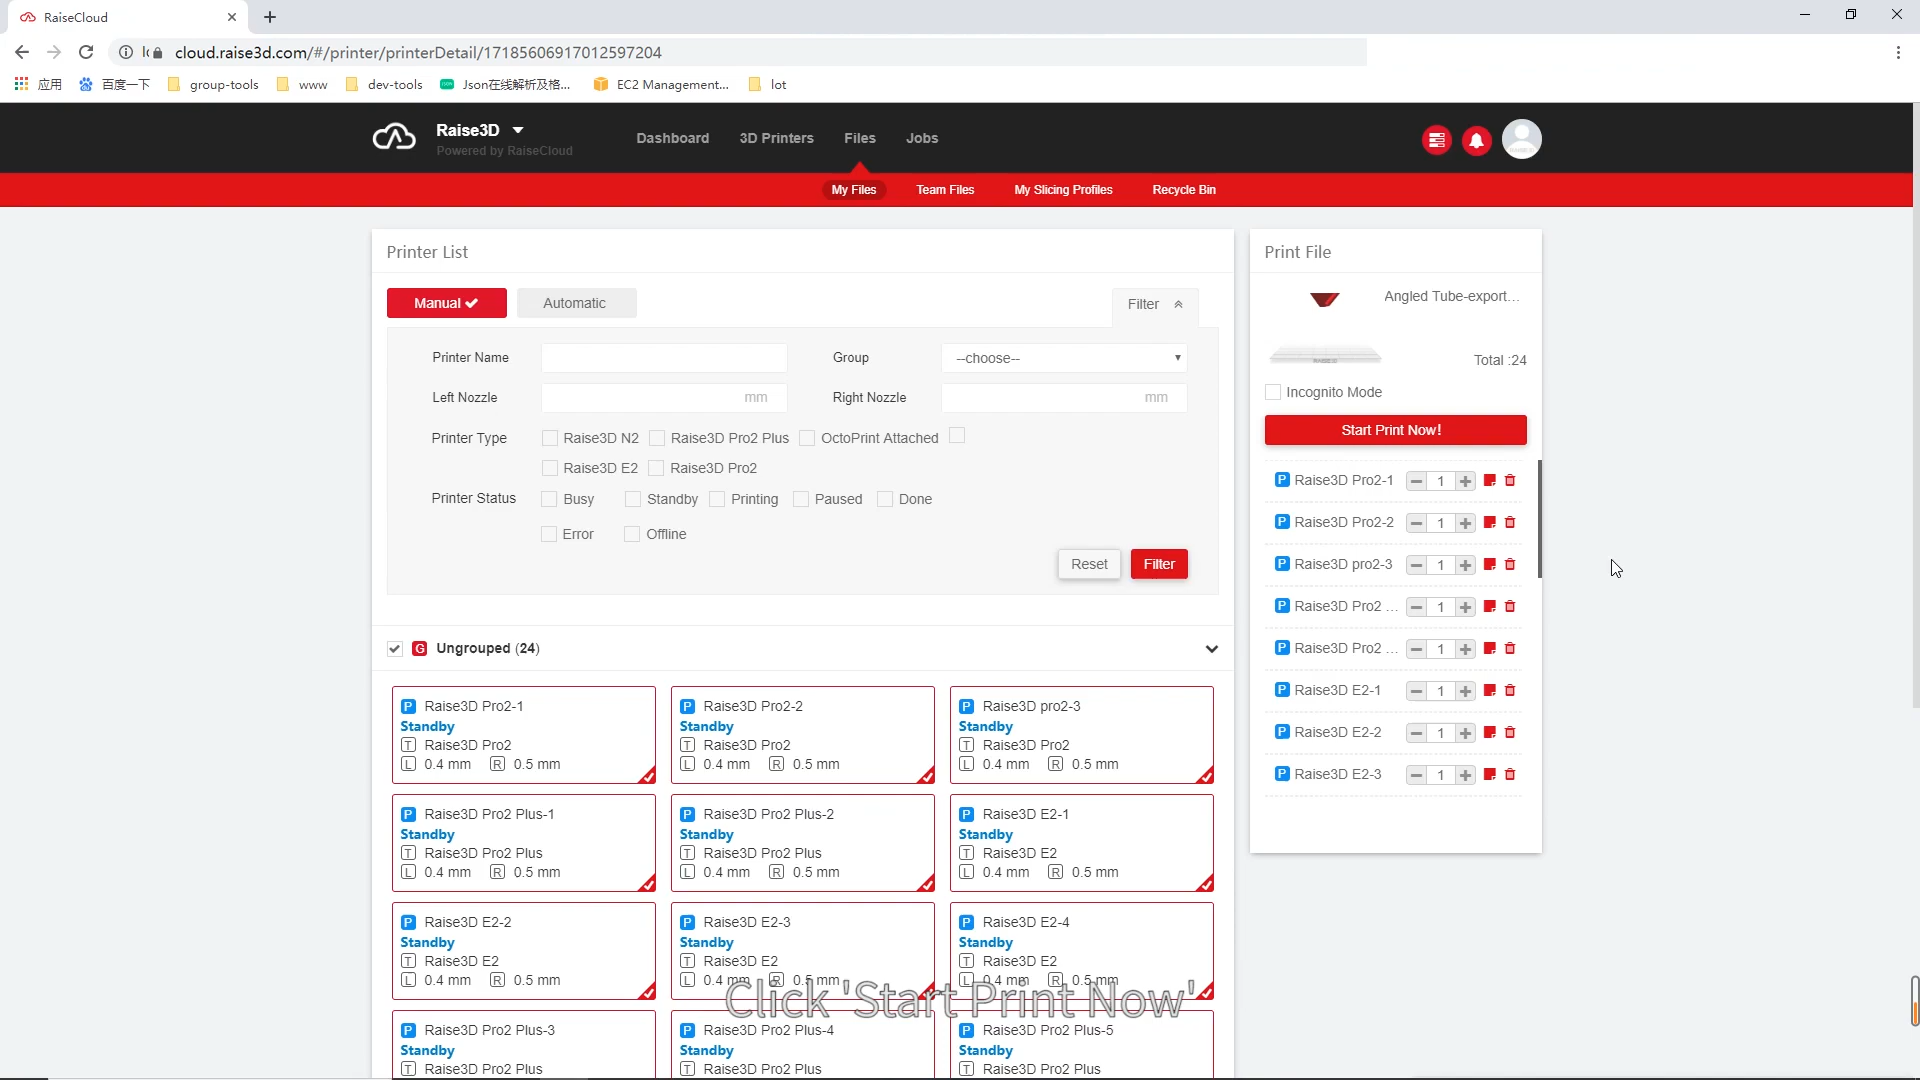 RaiseCloud
cloud.raise3d.com/#/printer/printerDetail/17185606917012597204
应用 百度一下 group-tools www dev-tools Json在线解析及格... EC2 Management... lot
Raise3D
Powered by RaiseCloud
Dashboard 3D Printers Files Jobs
My Files Team Files My Slicing Profiles Recycle Bin
Printer List
Manual Automatic
Filter
Printer Name
Group --choose--
Left Nozzle mm
Right Nozzle mm
Printer Type Raise3D N2 Raise3D Pro2 Plus OctoPrint Attached
Raise3D E2 Raise3D Pro2
Printer Status Busy Standby Printing Paused Done
Error Offline
Reset Filter
G Ungrouped (24)
P Raise3D Pro2-1
Standby
T Raise3D Pro2
L 0.4 mm R 0.5 mm
P Raise3D Pro2-2
Standby
T Raise3D Pro2
L 0.4 mm R 0.5 mm
P Raise3D pro2-3
Standby
T Raise3D Pro2
L 0.4 mm R 0.5 mm
P Raise3D Pro2 Plus-1
Standby
T Raise3D Pro2 Plus
L 0.4 mm R 0.5 mm
P Raise3D Pro2 Plus-2
Standby
T Raise3D Pro2 Plus
L 0.4 mm R 0.5 mm
P Raise3D E2-1
Standby
T Raise3D E2
L 0.4 mm R 0.5 mm
P Raise3D E2-2
Standby
T Raise3D E2
L 0.4 mm R 0.5 mm
P Raise3D E2-3
Standby
T Raise3D E2
L 0.4 mm R 0.5 mm
P Raise3D E2-4
Standby
T Raise3D E2
L 0.4 mm R 0.5 mm
P Raise3D Pro2 Plus-3
Standby
T Raise3D Pro2 Plus
P Raise3D Pro2 Plus-4
Standby
T Raise3D Pro2 Plus
P Raise3D Pro2 Plus-5
Standby
T Raise3D Pro2 Plus
Click 'Start Print Now'
Print File
Angled Tube-export...
RAISE3D
Total :24
Incognito Mode
Start Print Now!
P Raise3D Pro2-1 1
P Raise3D Pro2-2 1
P Raise3D pro2-3 1
P Raise3D Pro2 ... 1
P Raise3D Pro2 ... 1
P Raise3D E2-1 1
P Raise3D E2-2 1
P Raise3D E2-3 1